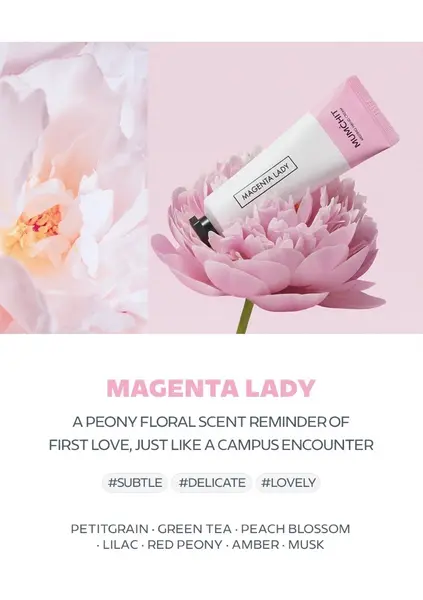 MUMCHIT
MAGENTA LADY
MAGENTA LADY
A PEONY FLORAL SCENT REMINDER OF
FIRST LOVE, JUST LIKE A CAMPUS ENCOUNTER
#SUBTLE #DELICATE #LOVELY
PETITGRAIN · GREEN TEA · PEACH BLOSSOM
· LILAC · RED PEONY · AMBER · MUSK